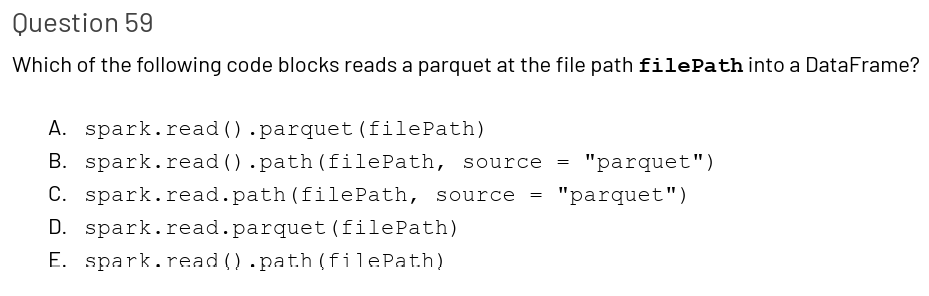 Question 59
Which of the following code blocks reads a parquet at the file path filePath into a DataFrame?
A. spark.read().parquet(filePath)
B. spark.read().path(filePath, source = "parquet")
C. spark.read.path(filePath, source = "parquet")
D. spark.read.parquet(filePath)
E. spark.read().path(filePath)